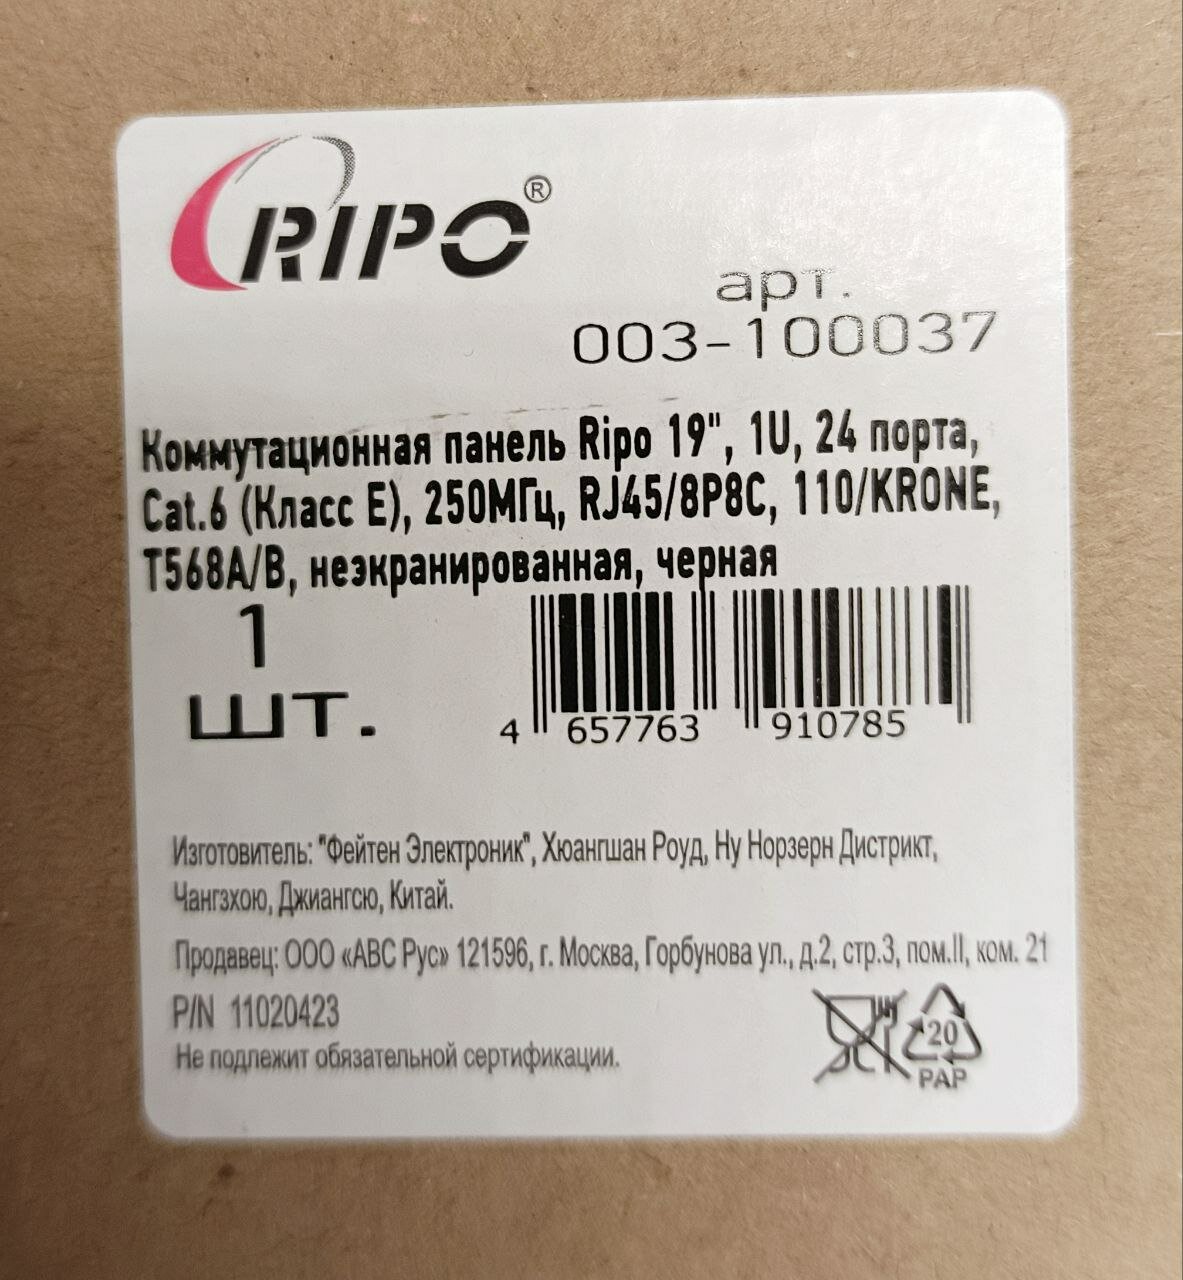 RIPO®
арт.
003-100037
Коммутационная панель Ripo 19", 1U, 24 порта,
Cat.6 (Класс E), 250МГц, RJ45/8P8C, 110/KRONE,
T568A/B, неэкранированная, черная
1
шт.
4 657763 910785
Изготовитель: "Фейтен Электроник", Хюангшан Роуд, Ну Норзерн Дистрикт,
Чангзхою, Джиангсю, Китай.
Продавец: ООО «АВС Рус» 121596, г. Москва, Горбунова ул., д.2, стр.3, пом.II, ком. 21
P/N 11020423
Не подлежит обязательной сертификации.
20
PAP